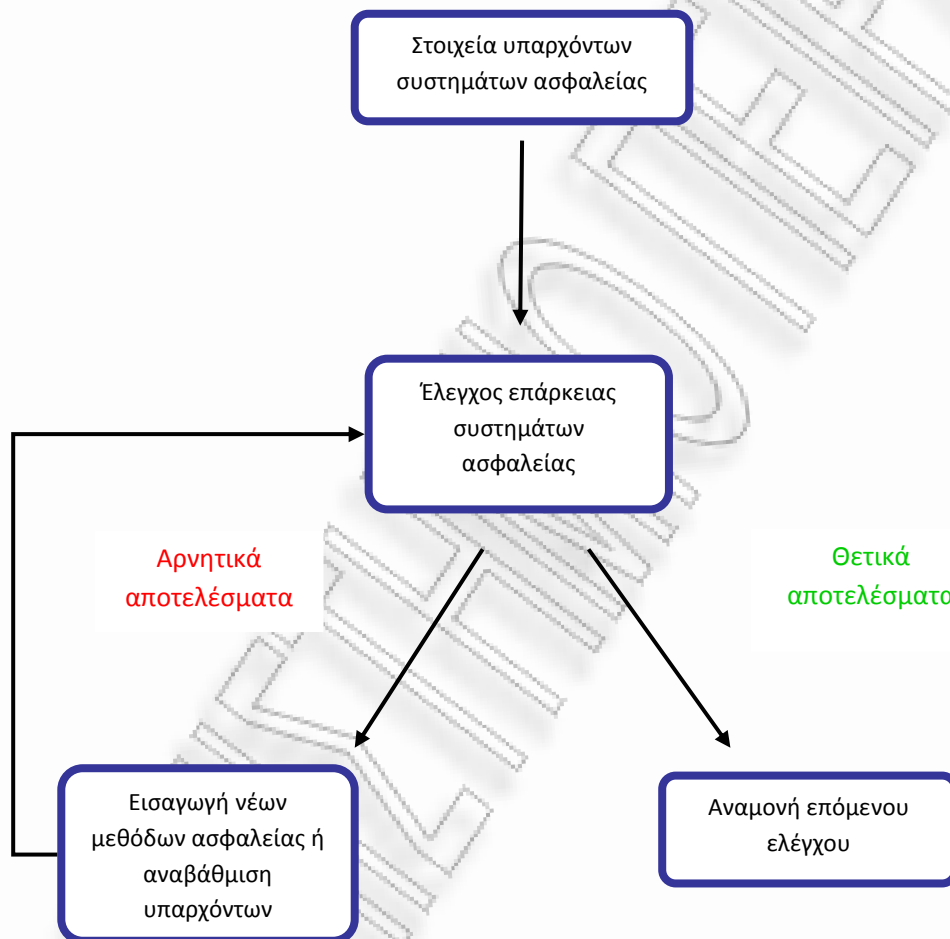 Στοιχεία υπαρχόντων
συστημάτων ασφαλείας
Έλεγχος επάρκειας
συστημάτων
ασφαλείας
Αρνητικά
αποτελέσματα
Θετικά
αποτελέσματα
Εισαγωγή νέων
μεθόδων ασφαλείας ή
αναβάθμιση
υπαρχόντων
Αναμονή επόμενου
ελέγχου